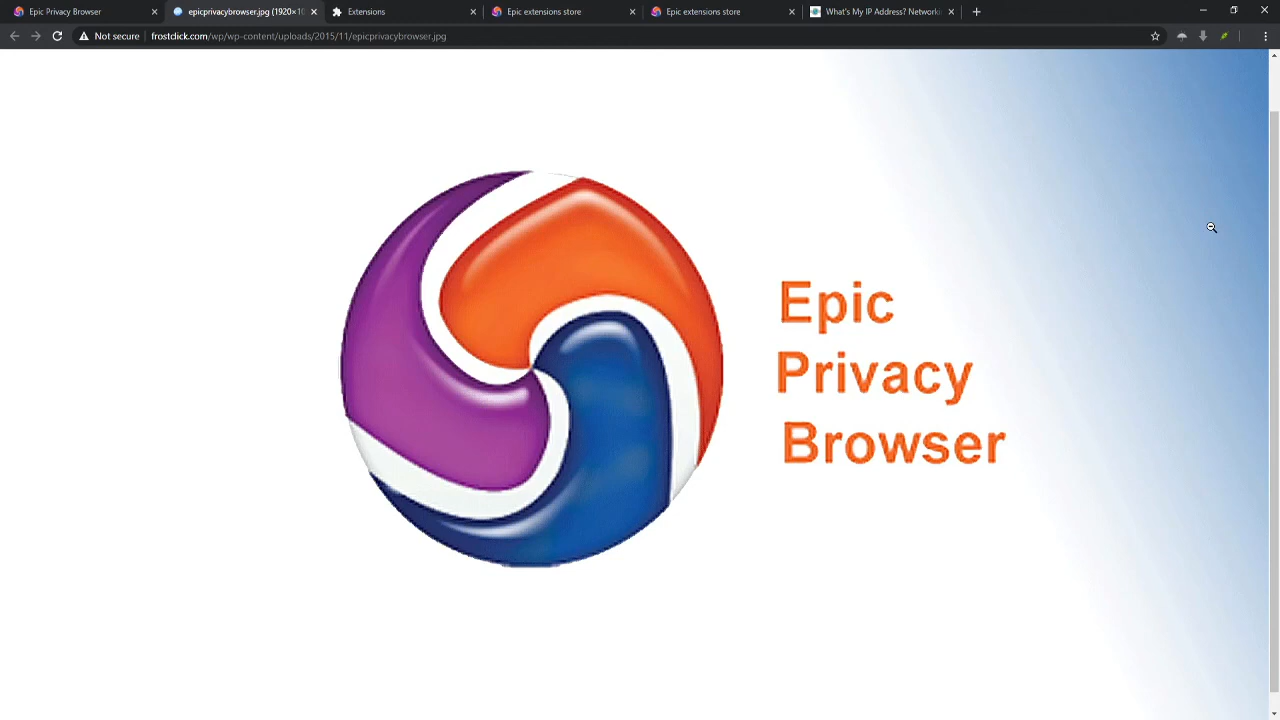 Epic Privacy Browser
epicprivacybrowser.jpg (1920×10
Extensions
Epic extensions store
Epic extensions store
What's My IP Address? Network
Not secure
frostclick.com/wp/wp-content/uploads/2015/11/epicprivacybrowser.jpg
Epic
Privacy
Browser